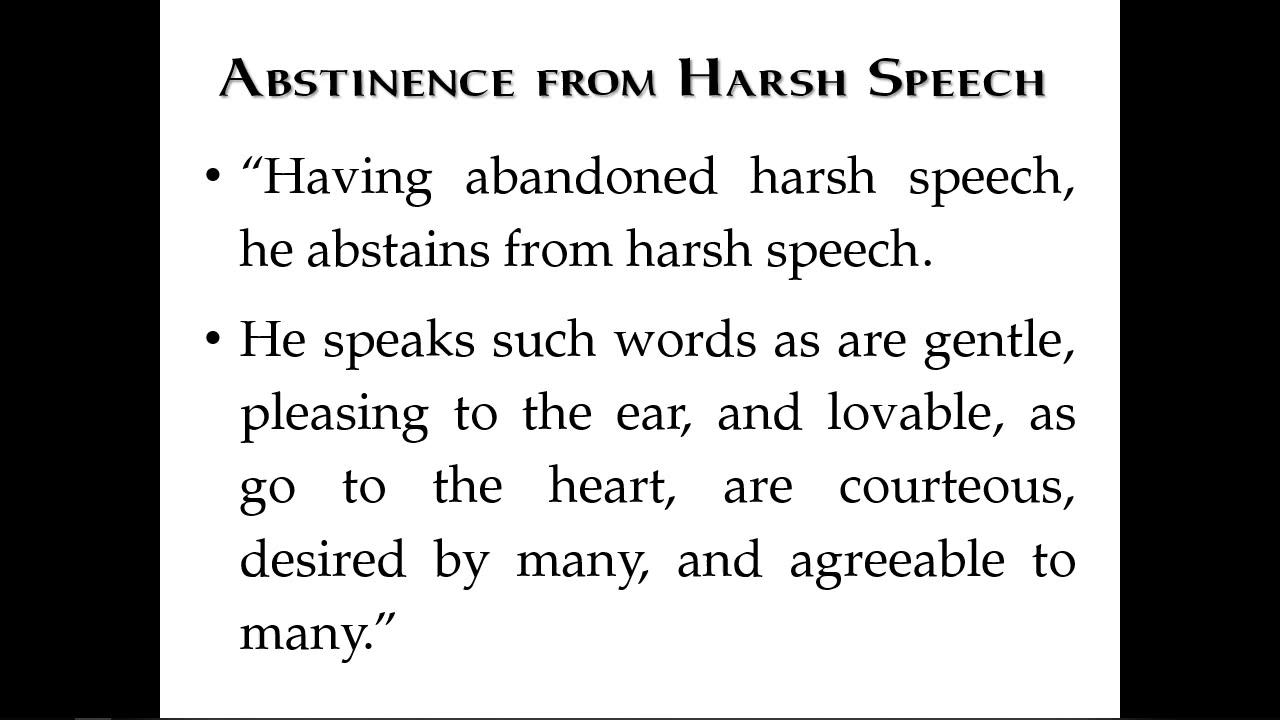 Abstinence from Harsh Speech
• “Having abandoned harsh speech,
he abstains from harsh speech.
• He speaks such words as are gentle,
pleasing to the ear, and lovable, as
go to the heart, are courteous,
desired by many, and agreeable to
many.”